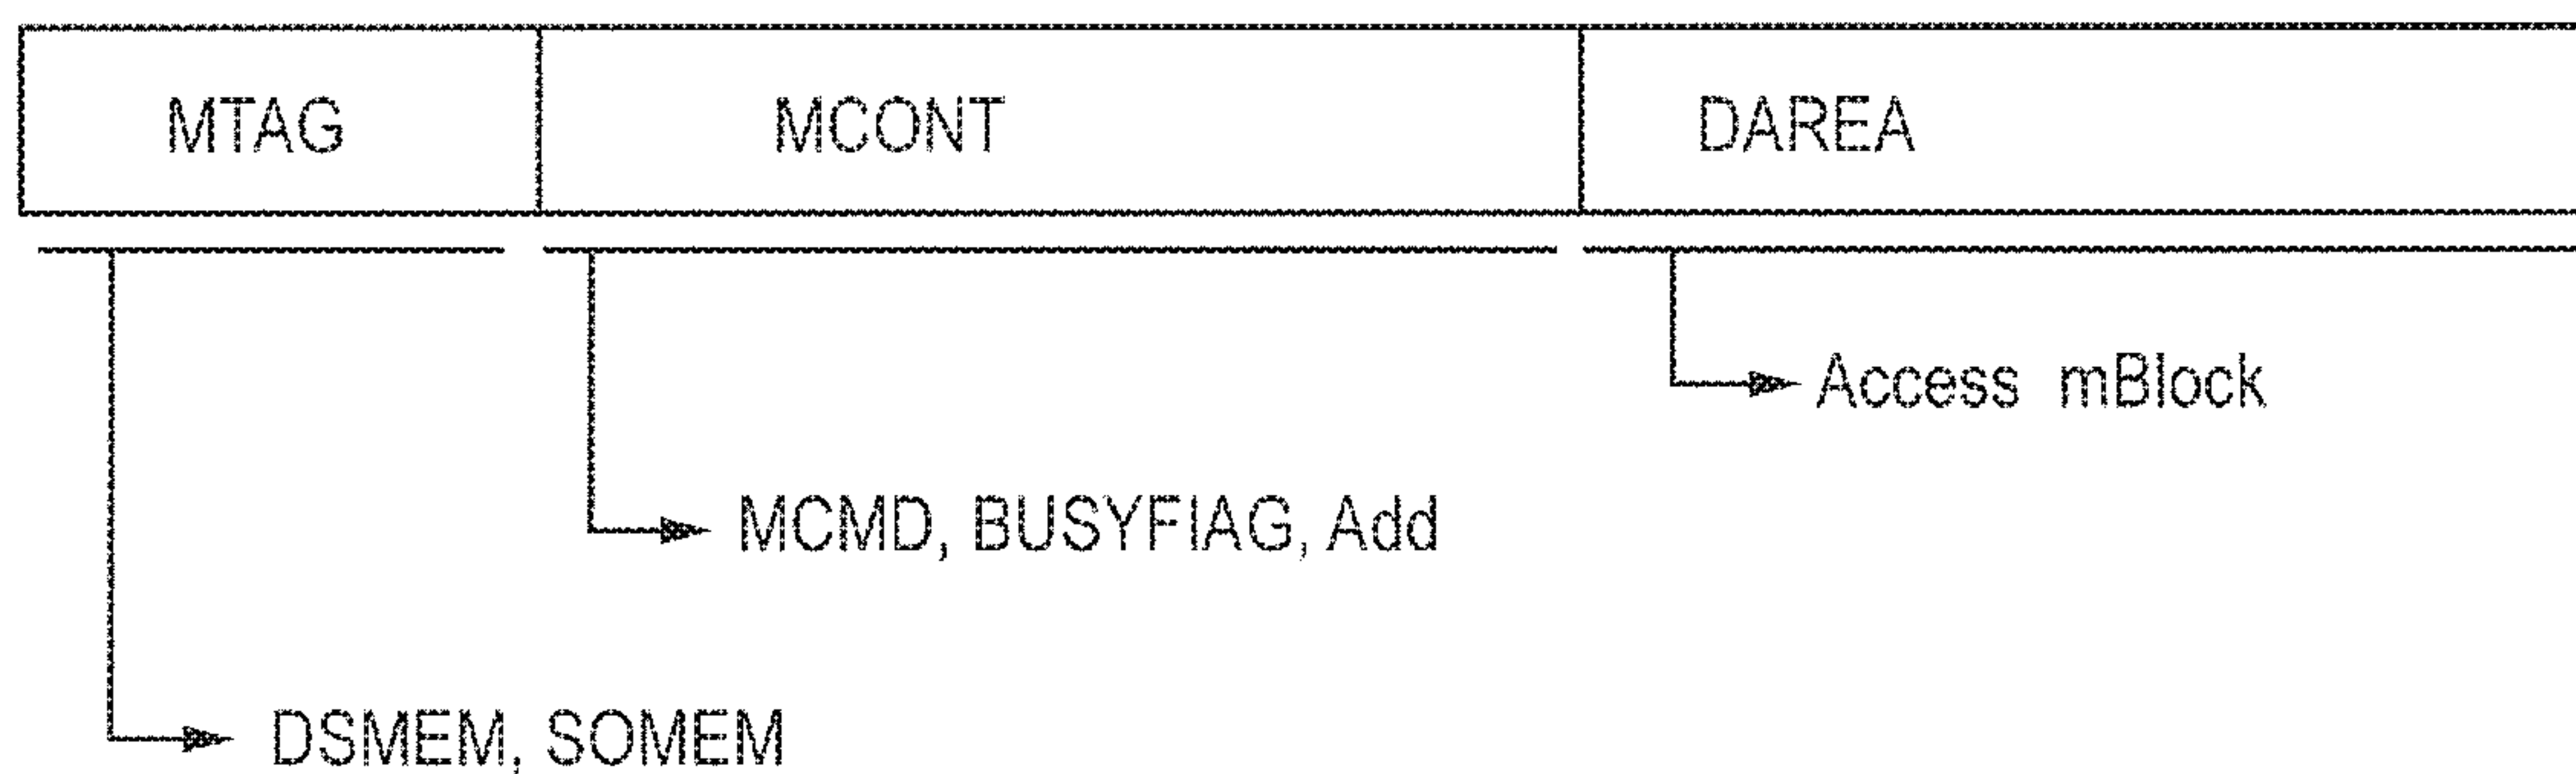 MTAG MCONT DAREA
Access mBlock
MCMD, BUSYFIAG, Add
DSMEM, SOMEM